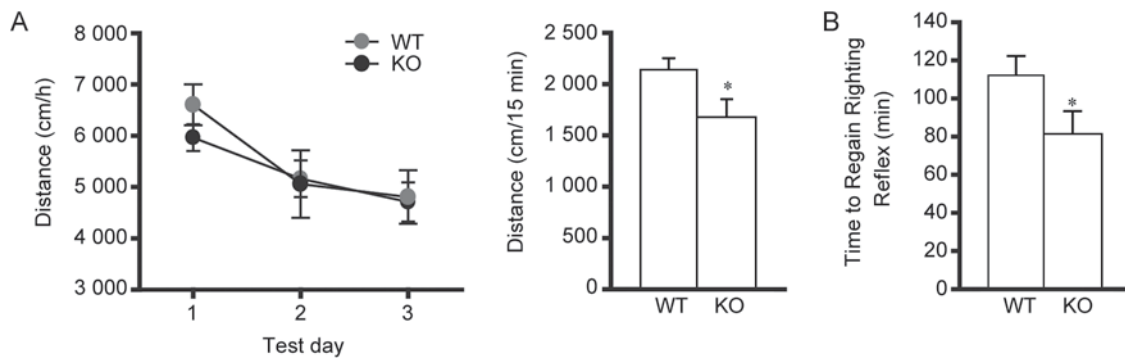 A
Distance (cm/h)
8 000
7 000
6 000
5 000
4 000
3 000
1 2 3
Test day
WT
KO
Distance (cm/15 min)
2 500
2 000
1 500
1 000
500
0
*
WT KO
B
Time to Regain Righting
Reflex (min)
140
120
100
80
60
40
20
0
*
WT KO